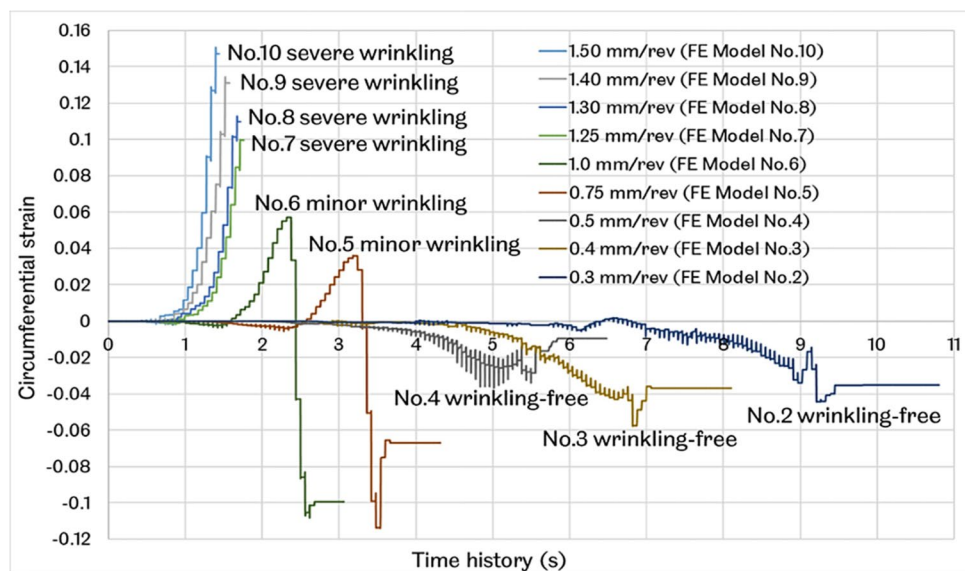 0.16
0.14
0.12
0.1
0.08
0.06
0.04
0.02
0
-0.02
-0.04
-0.06
-0.08
-0.1
-0.12
Circumferential strain
No.10 severe wrinkling
No.9 severe wrinkling
No.8 severe wrinkling
No.7 severe wrinkling
No.6 minor wrinkling
No.5 minor wrinkling
No.4 wrinkling-free
No.3 wrinkling-free
No.2 wrinkling-free
1.50 mm/rev (FE Model No.10)
1.40 mm/rev (FE Model No.9)
1.30 mm/rev (FE Model No.8)
1.25 mm/rev (FE Model No.7)
1.0 mm/rev (FE Model No.6)
0.75 mm/rev (FE Model No.5)
0.5 mm/rev (FE Model No.4)
0.4 mm/rev (FE Model No.3)
0.3 mm/rev (FE Model No.2)
0 1 2 3 4 5 6 7 8 9 10 11
Time history (s)